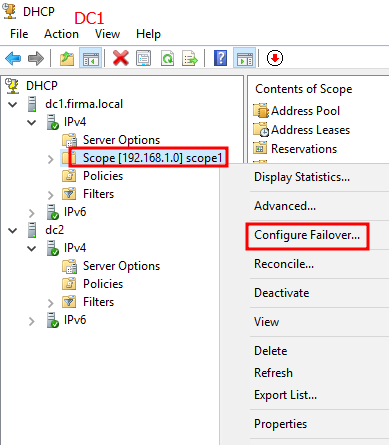 DHCP
DC1
File Action View Help
DHCP
dc1.firma.local
IPv4
Server Options
Scope [192.168.1.0] scope1
Policies
Filters
IPv6
dc2
IPv4
Server Options
Policies
Filters
IPv6
Contents of Scope
Address Pool
Address Leases
Reservations
Display Statistics...
Advanced...
Configure Failover...
Reconcile...
Deactivate
View
Delete
Refresh
Export List...
Properties